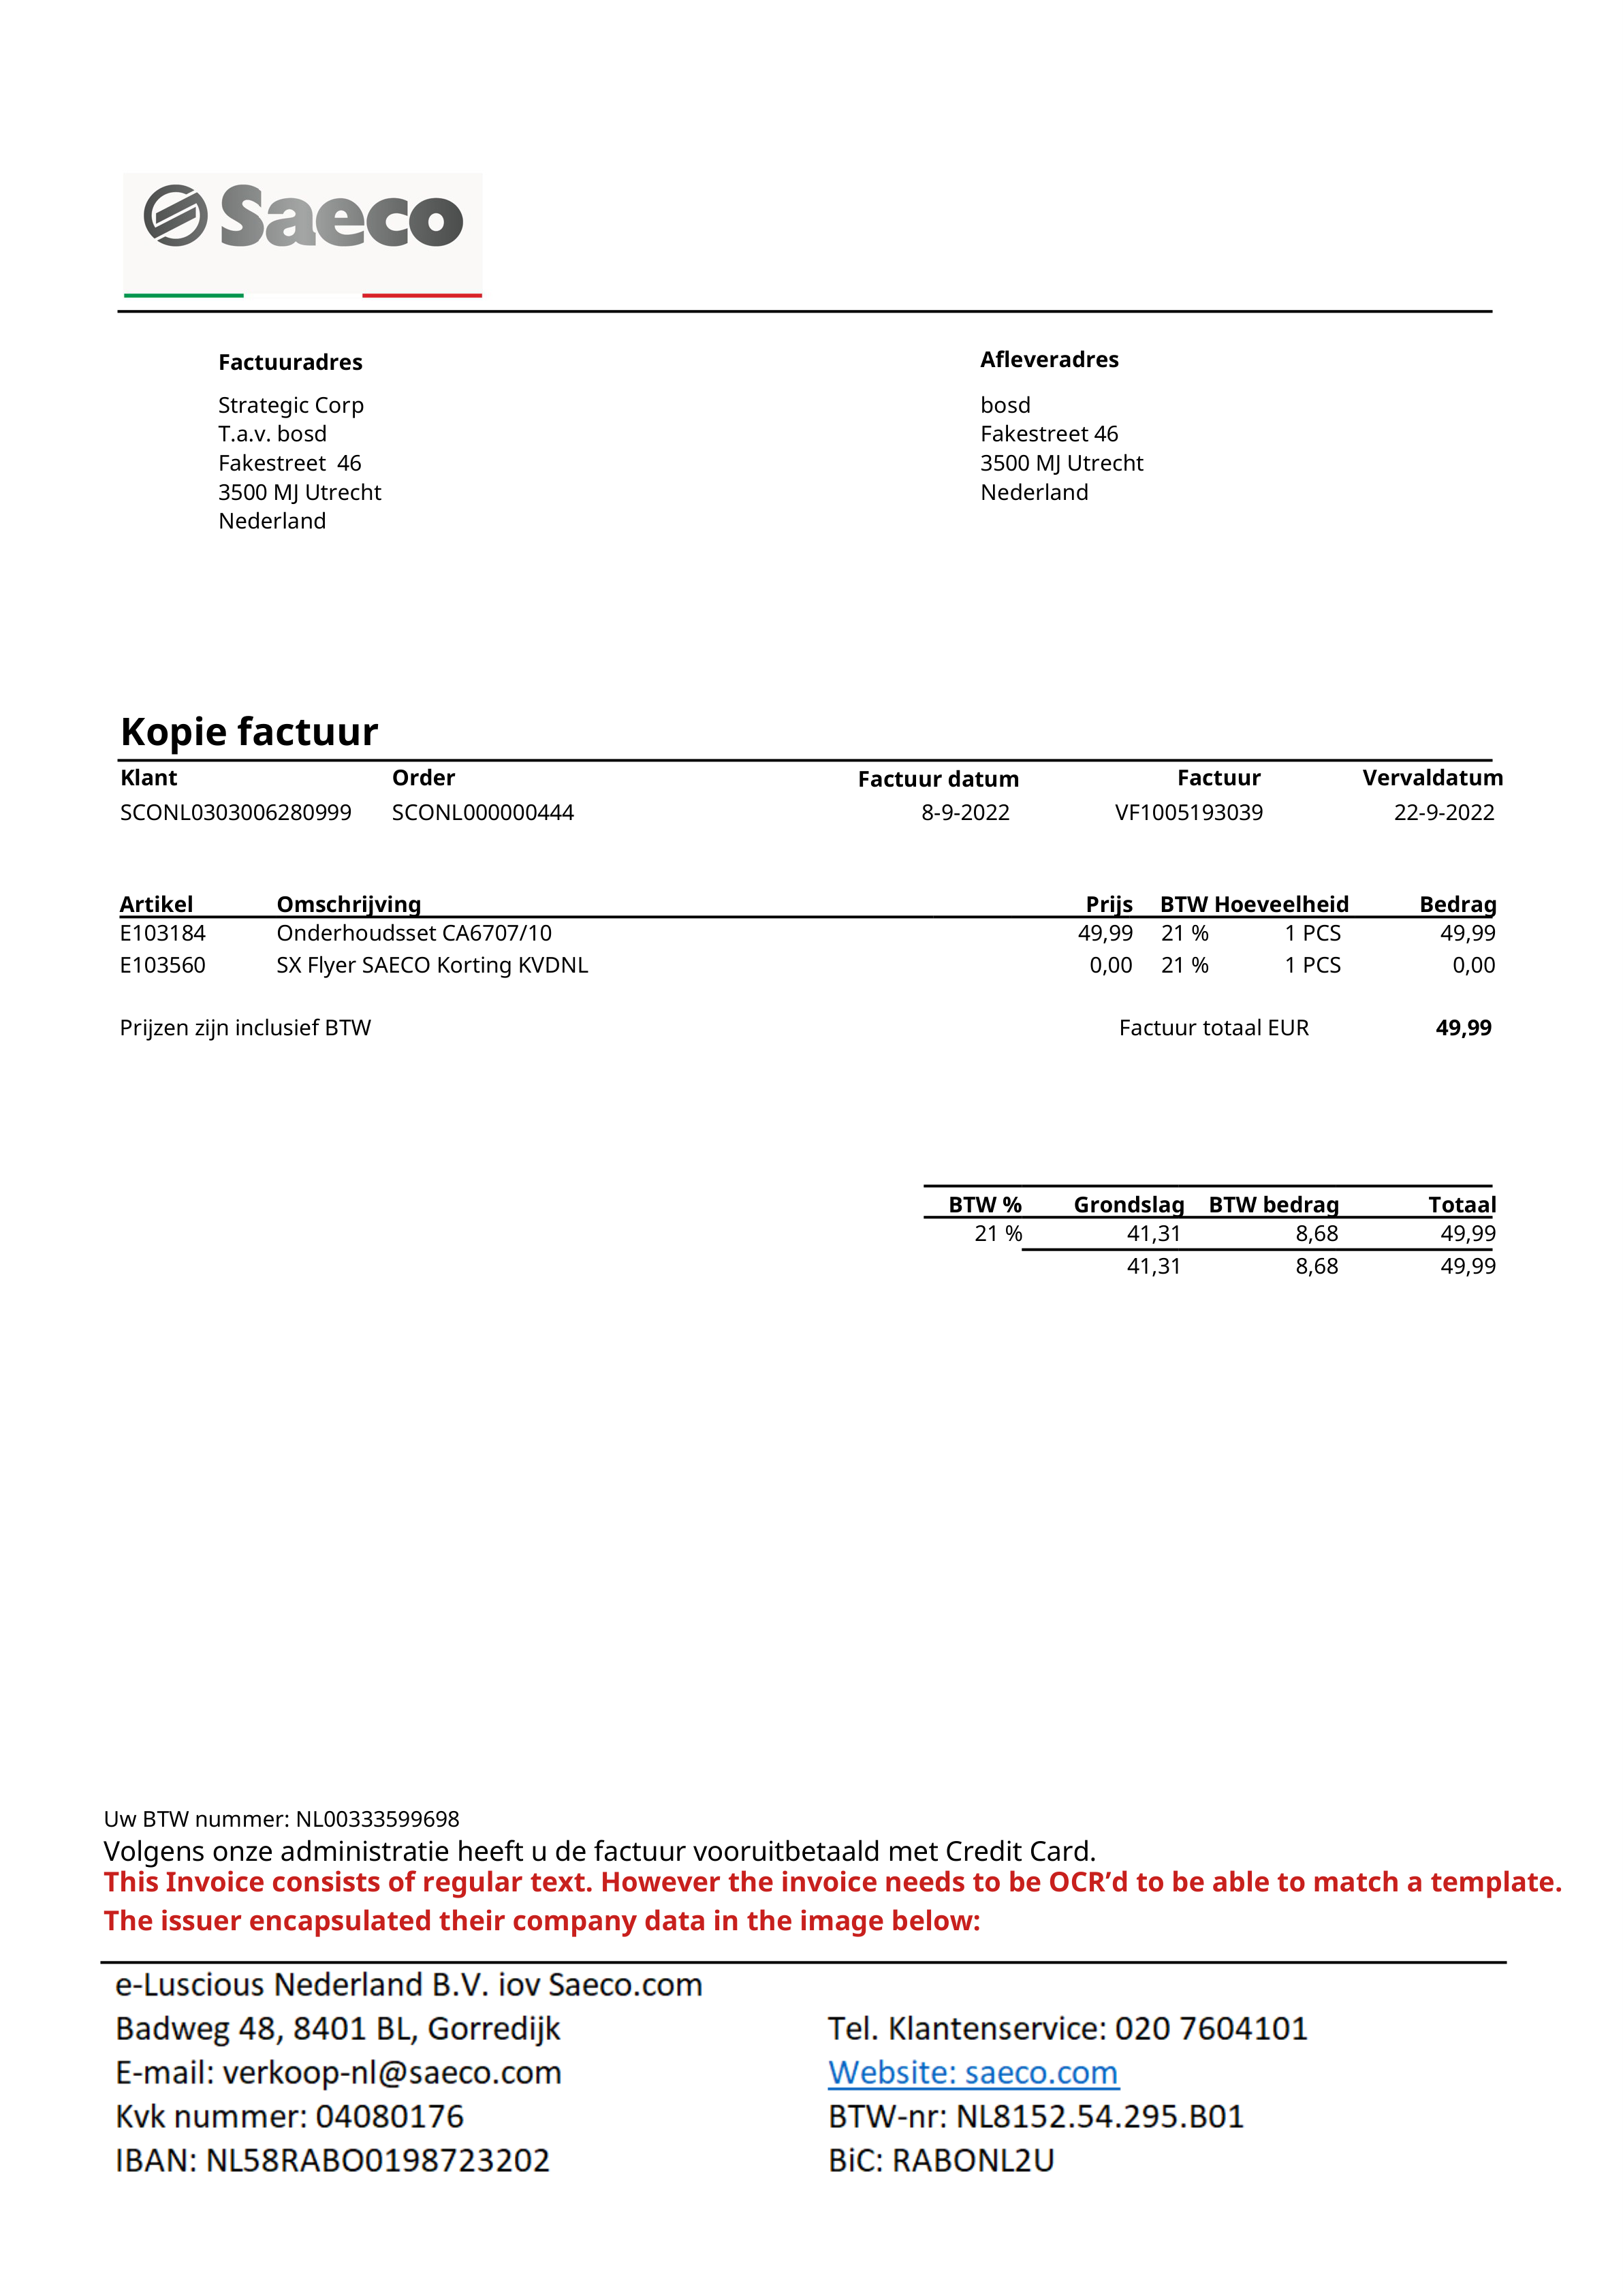 Saeco
Factuuradres
Strategic Corp
T.a.v. bosd
Fakestreet  46
3500 MJ Utrecht
Nederland
Afleveradres
bosd
Fakestreet 46
3500 MJ Utrecht
Nederland
Kopie factuur
Klant Order Factuur datum Factuur Vervaldatum
SCONL0303006280999 SCONL000000444 8-9-2022 VF1005193039 22-9-2022
Artikel Omschrijving Prijs BTW Hoeveelheid Bedrag
E103184 Onderhoudsset CA6707/10 49,99 21 % 1 PCS 49,99
E103560 SX Flyer SAECO Korting KVDNL 0,00 21 % 1 PCS 0,00
Prijzen zijn inclusief BTW Factuur totaal EUR 49,99
BTW % Grondslag BTW bedrag Totaal
21 % 41,31 8,68 49,99
41,31 8,68 49,99
Uw BTW nummer: NL00333599698
Volgens onze administratie heeft u de factuur vooruitbetaald met Credit Card.
This Invoice consists of regular text. However the invoice needs to be OCR’d to be able to match a template.
The issuer encapsulated their company data in the image below:
e-Luscious Nederland B.V. iov Saeco.com
Badweg 48, 8401 BL, Gorredijk Tel. Klantenservice: 020 7604101
E-mail: verkoop-nl@saeco.com Website: saeco.com
Kvk nummer: 04080176 BTW-nr: NL8152.54.295.B01
IBAN: NL58RABO0198723202 BiC: RABONL2U